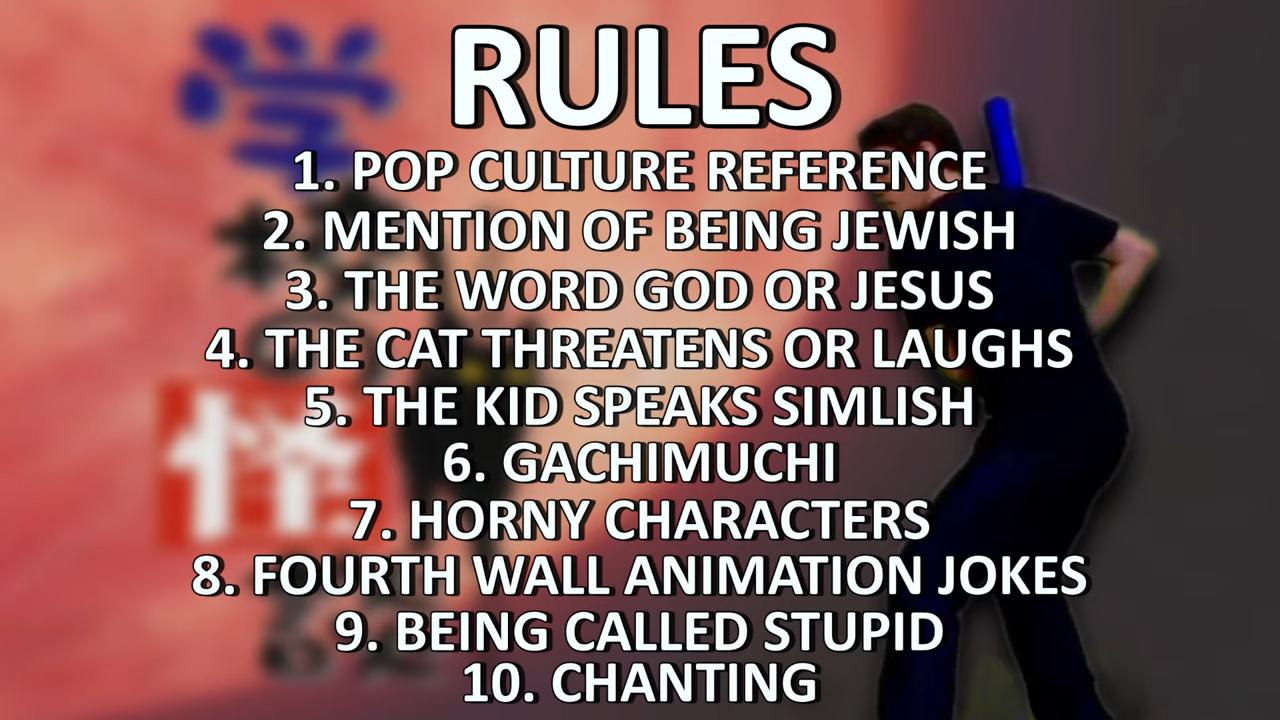 RULES
1. POP CULTURE REFERENCE
2. MENTION OF BEING JEWISH
3. THE WORD GOD OR JESUS
4. THE CAT THREATENS OR LAUGHS
5. THE KID SPEAKS SIMLISH
6. GACHIMUCHI
7. HORNY CHARACTERS
8. FOURTH WALL ANIMATION JOKES
9. BEING CALLED STUPID
10. CHANTING